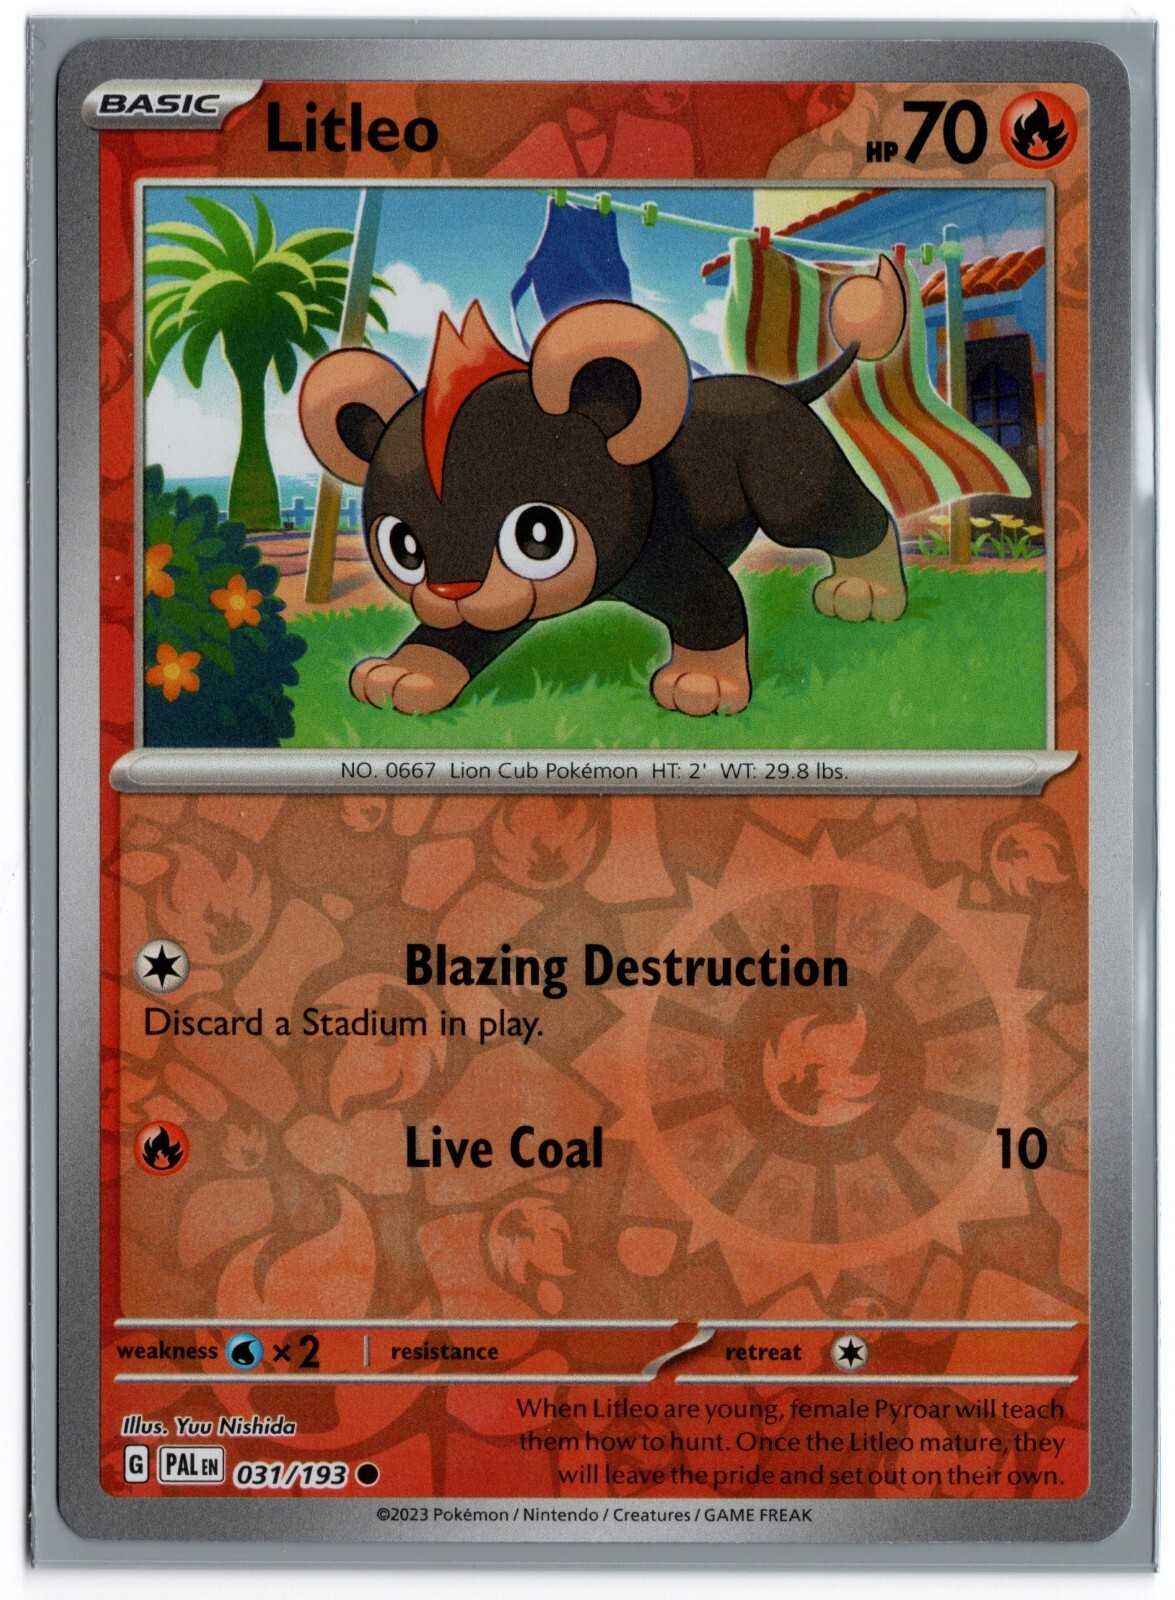 BASIC
Litleo
HP 70
NO. 0667 Lion Cub Pokémon HT: 2' WT: 29.8 lbs.
Blazing Destruction
Discard a Stadium in play.
Live Coal 10
weakness ×2 resistance retreat
When Litleo are young, female Pyroar will teach
them how to hunt. Once the Litleo mature, they
will leave the pride and set out on their own.
Illus. Yuu Nishida
G PAL EN 031/193
©2023 Pokémon / Nintendo / Creatures / GAME FREAK